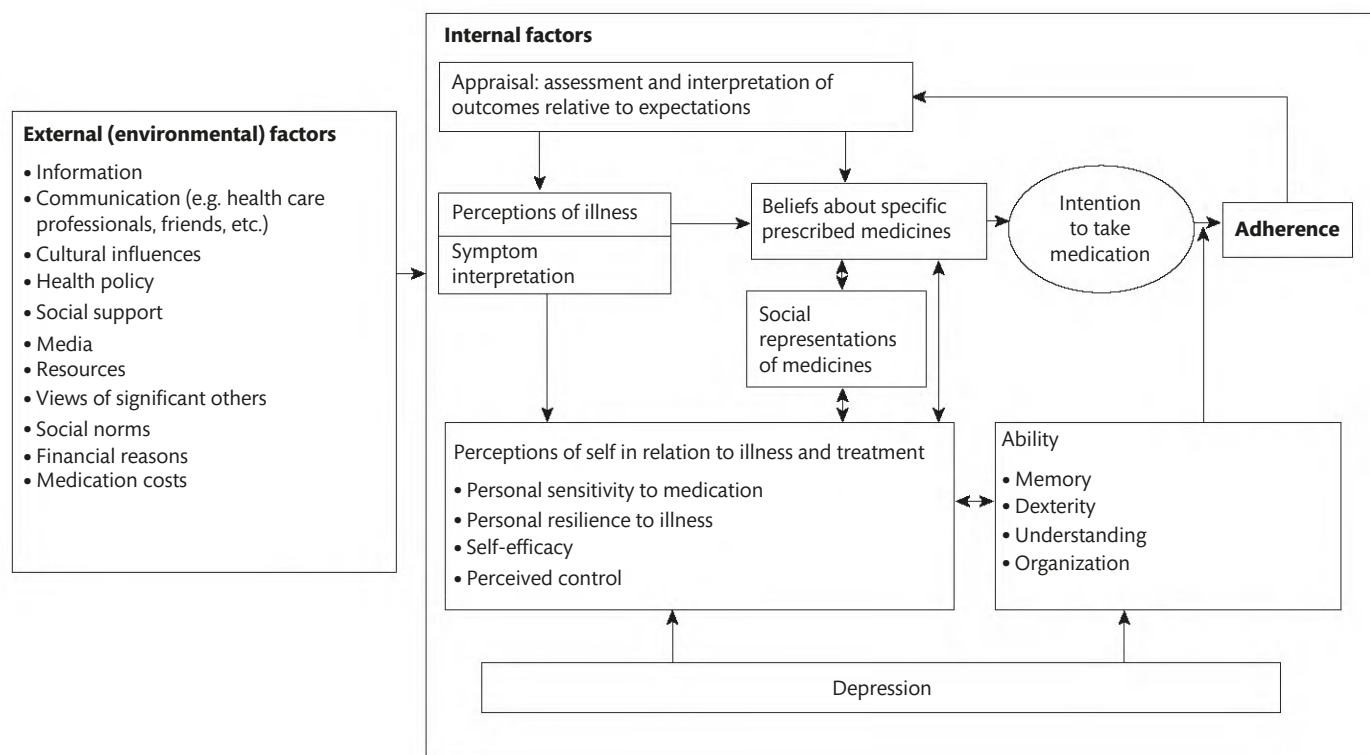 External (environmental) factors
• Information
• Communication (e.g. health care
professionals, friends, etc.)
• Cultural influences
• Health policy
• Social support
• Media
• Resources
• Views of significant others
• Social norms
• Financial reasons
• Medication costs
Internal factors
Appraisal: assessment and interpretation of
outcomes relative to expectations
Perceptions of illness
Symptom
interpretation
Beliefs about specific
prescribed medicines
Intention
to take
medication
Adherence
Social
representations
of medicines
Perceptions of self in relation to illness and treatment
• Personal sensitivity to medication
• Personal resilience to illness
• Self-efficacy
• Perceived control
Ability
• Memory
• Dexterity
• Understanding
• Organization
Depression